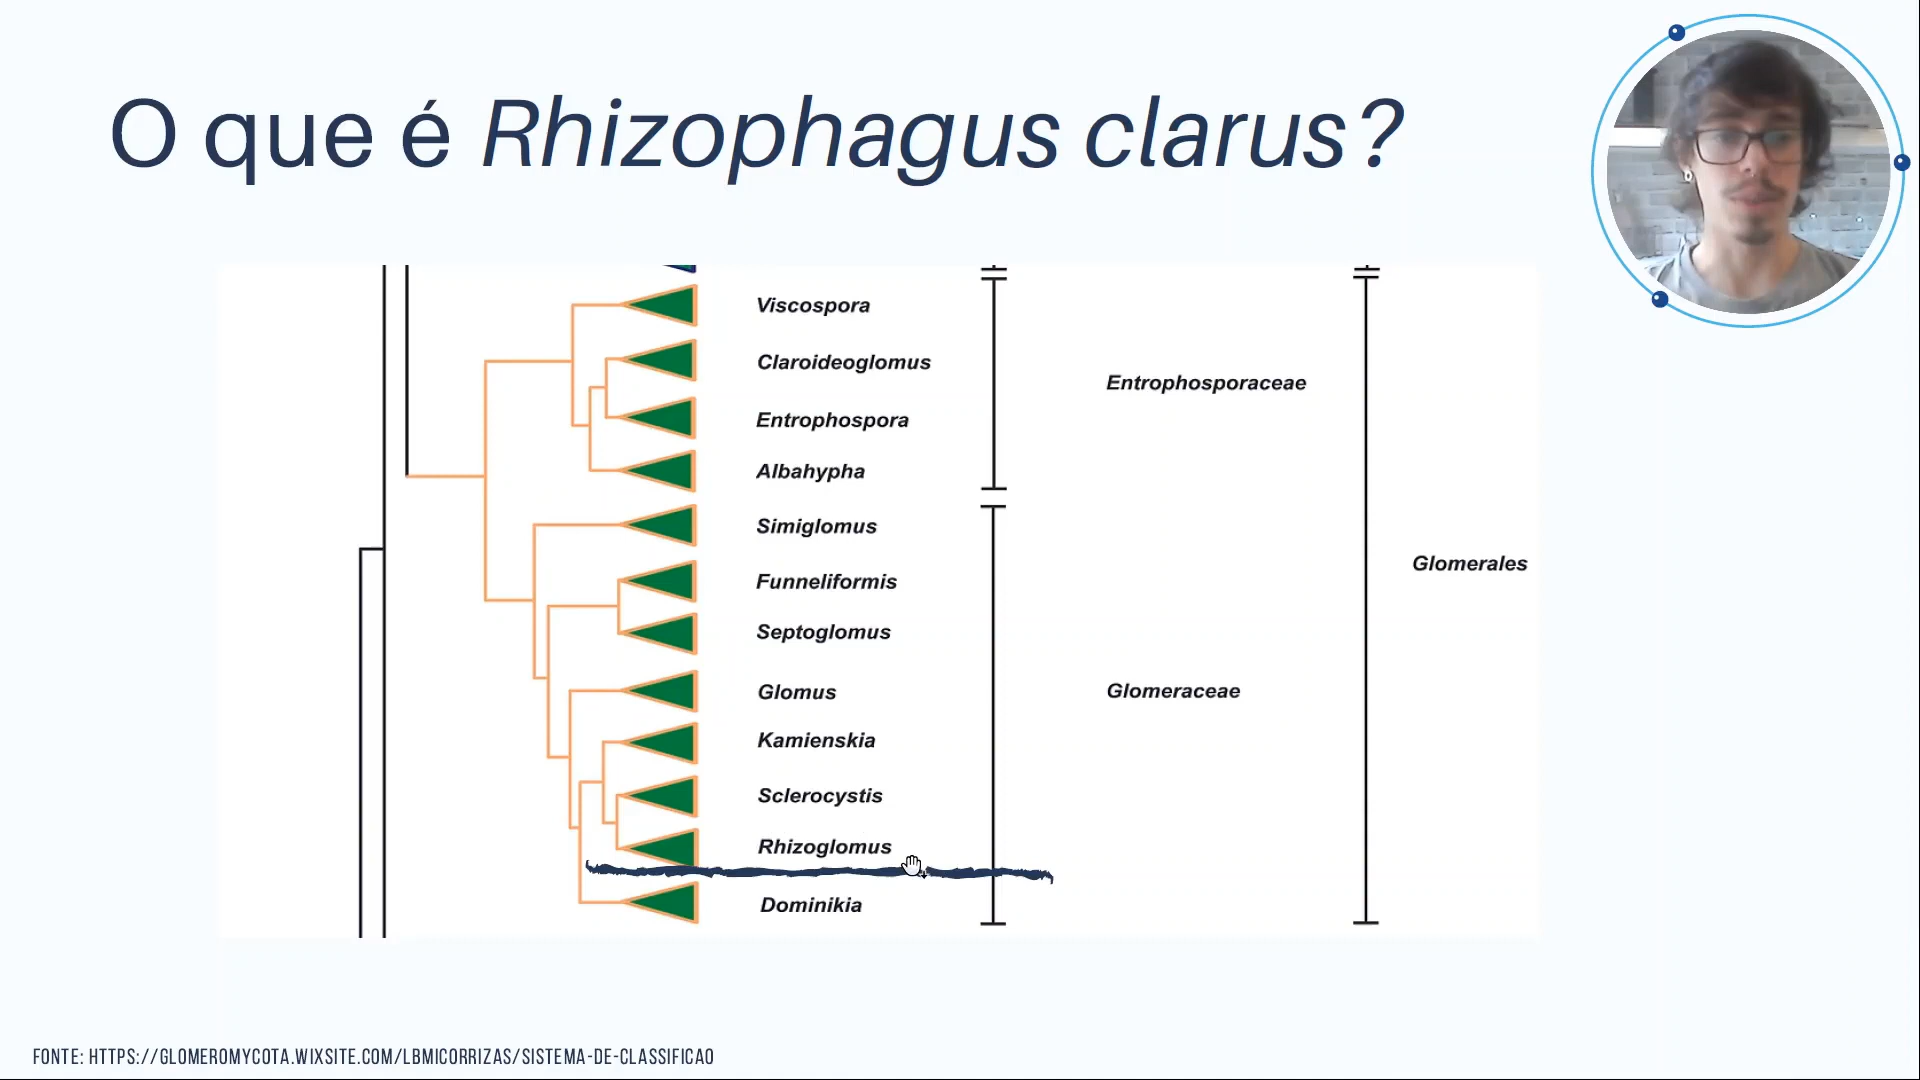 O que é Rhizophagus clarus?
Viscospora
Claroideoglomus
Entrophosporaceae
Entrophospora
Albahypha
Simiglomus
Glomerales
Funneliformis
Septoglomus
Glomus
Glomeraceae
Kamienskia
Sclerocystis
Rhizoglomus
Dominikia
FONTE: HTTPS://GLOMEROMYCOTA.WIXSITE.COM/LBMICORRIZAS/SISTEMA-DE-CLASSIFICAO